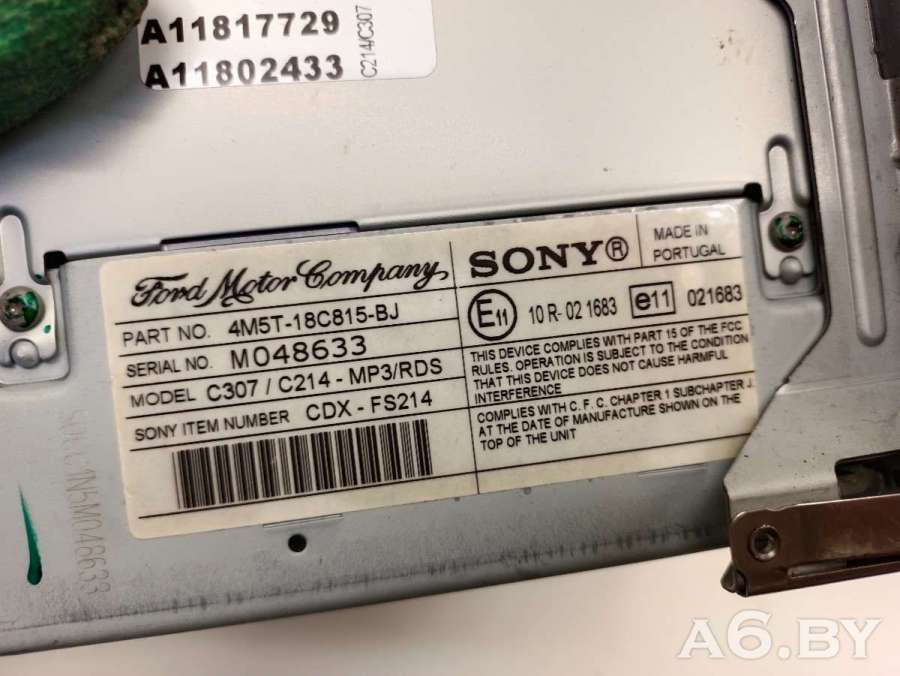 A11817729
A11802433
C214/C307
Ford Motor Company
SONY®
MADE IN
PORTUGAL
PART NO. 4M5T-18C815-BJ
SERIAL NO. M048633
MODEL C307 / C214 - MP3/RDS
SONY ITEM NUMBER CDX - FS214
E11 10 R- 02 1683 e11 021683
THIS DEVICE COMPLIES WITH PART 15 OF THE FCC
RULES. OPERATION IS SUBJECT TO THE CONDITION
THAT THIS DEVICE DOES NOT CAUSE HARMFUL
INTERFERENCE
COMPLIES WITH C. F. C. CHAPTER 1 SUBCHAPTER J.
AT THE DATE OF MANUFACTURE SHOWN ON THE
TOP OF THE UNIT
A6.BY